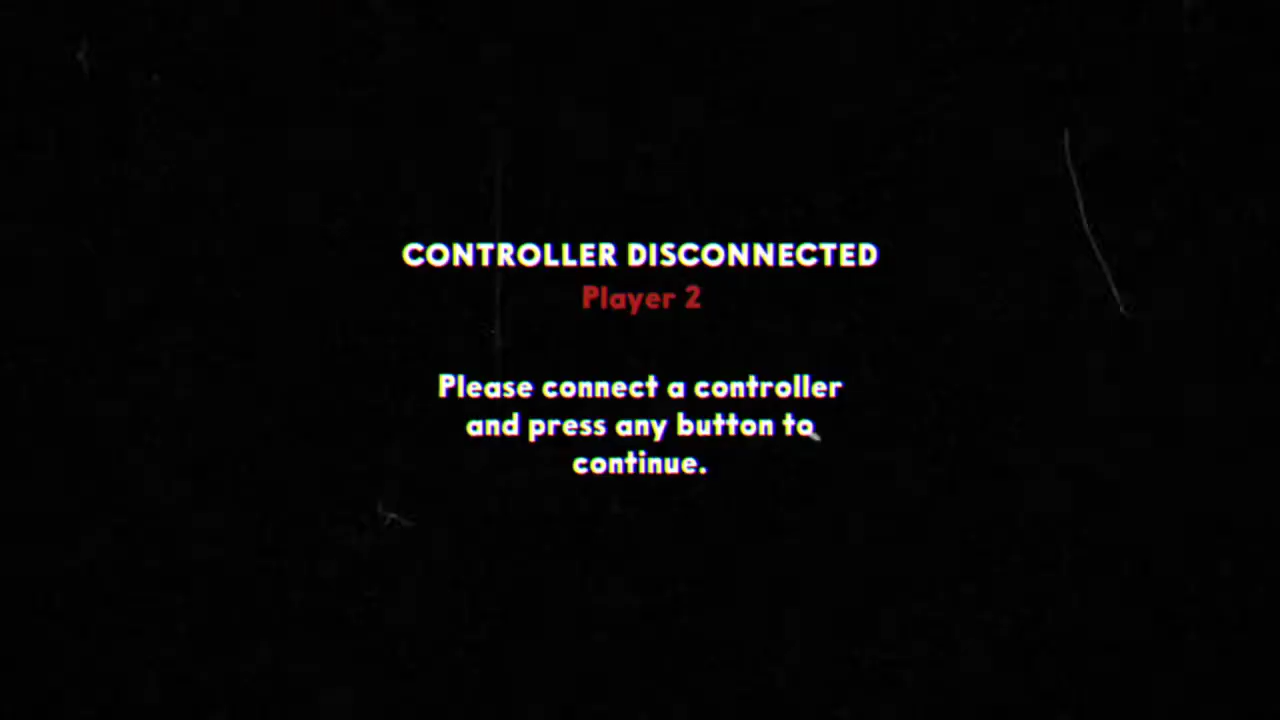 CONTROLLER DISCONNECTED
Player 2
Please connect a controller
and press any button to
continue.